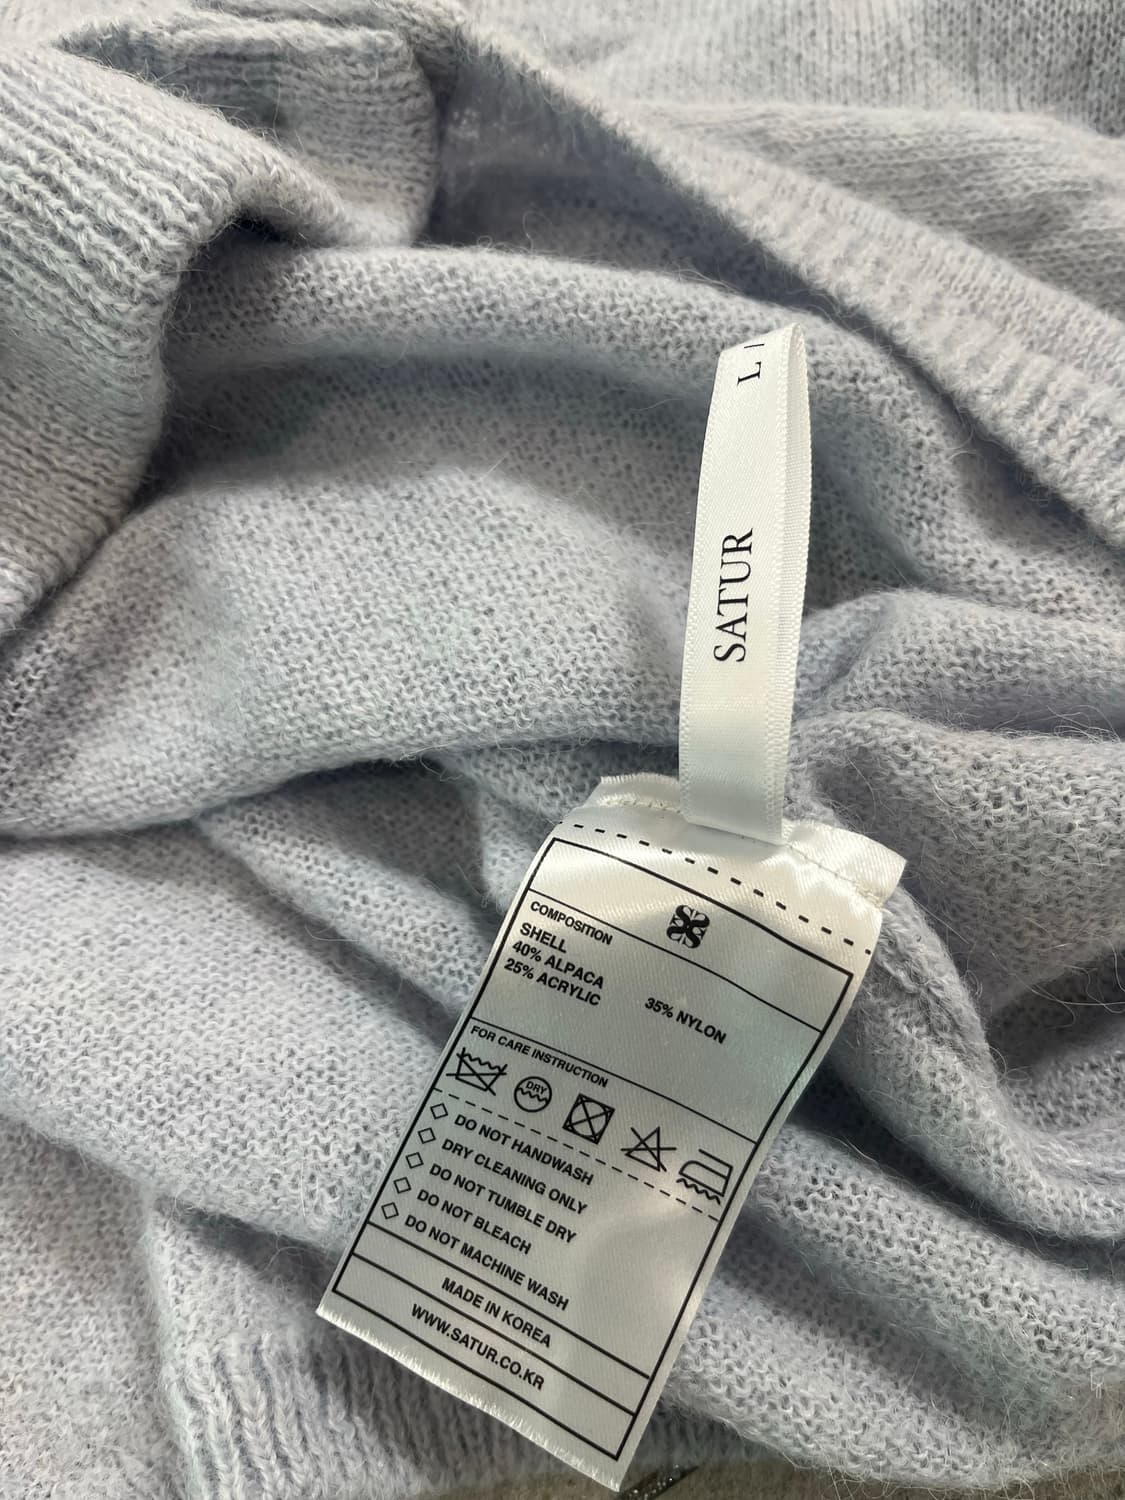 L |
SATUR
COMPOSITION
SHELL
40% ALPACA
25% ACRYLIC 35% NYLON
FOR CARE INSTRUCTION
DRY
DO NOT HANDWASH
DRY CLEANING ONLY
DO NOT TUMBLE DRY
DO NOT BLEACH
DO NOT MACHINE WASH
MADE IN KOREA
WWW.SATUR.CO.KR